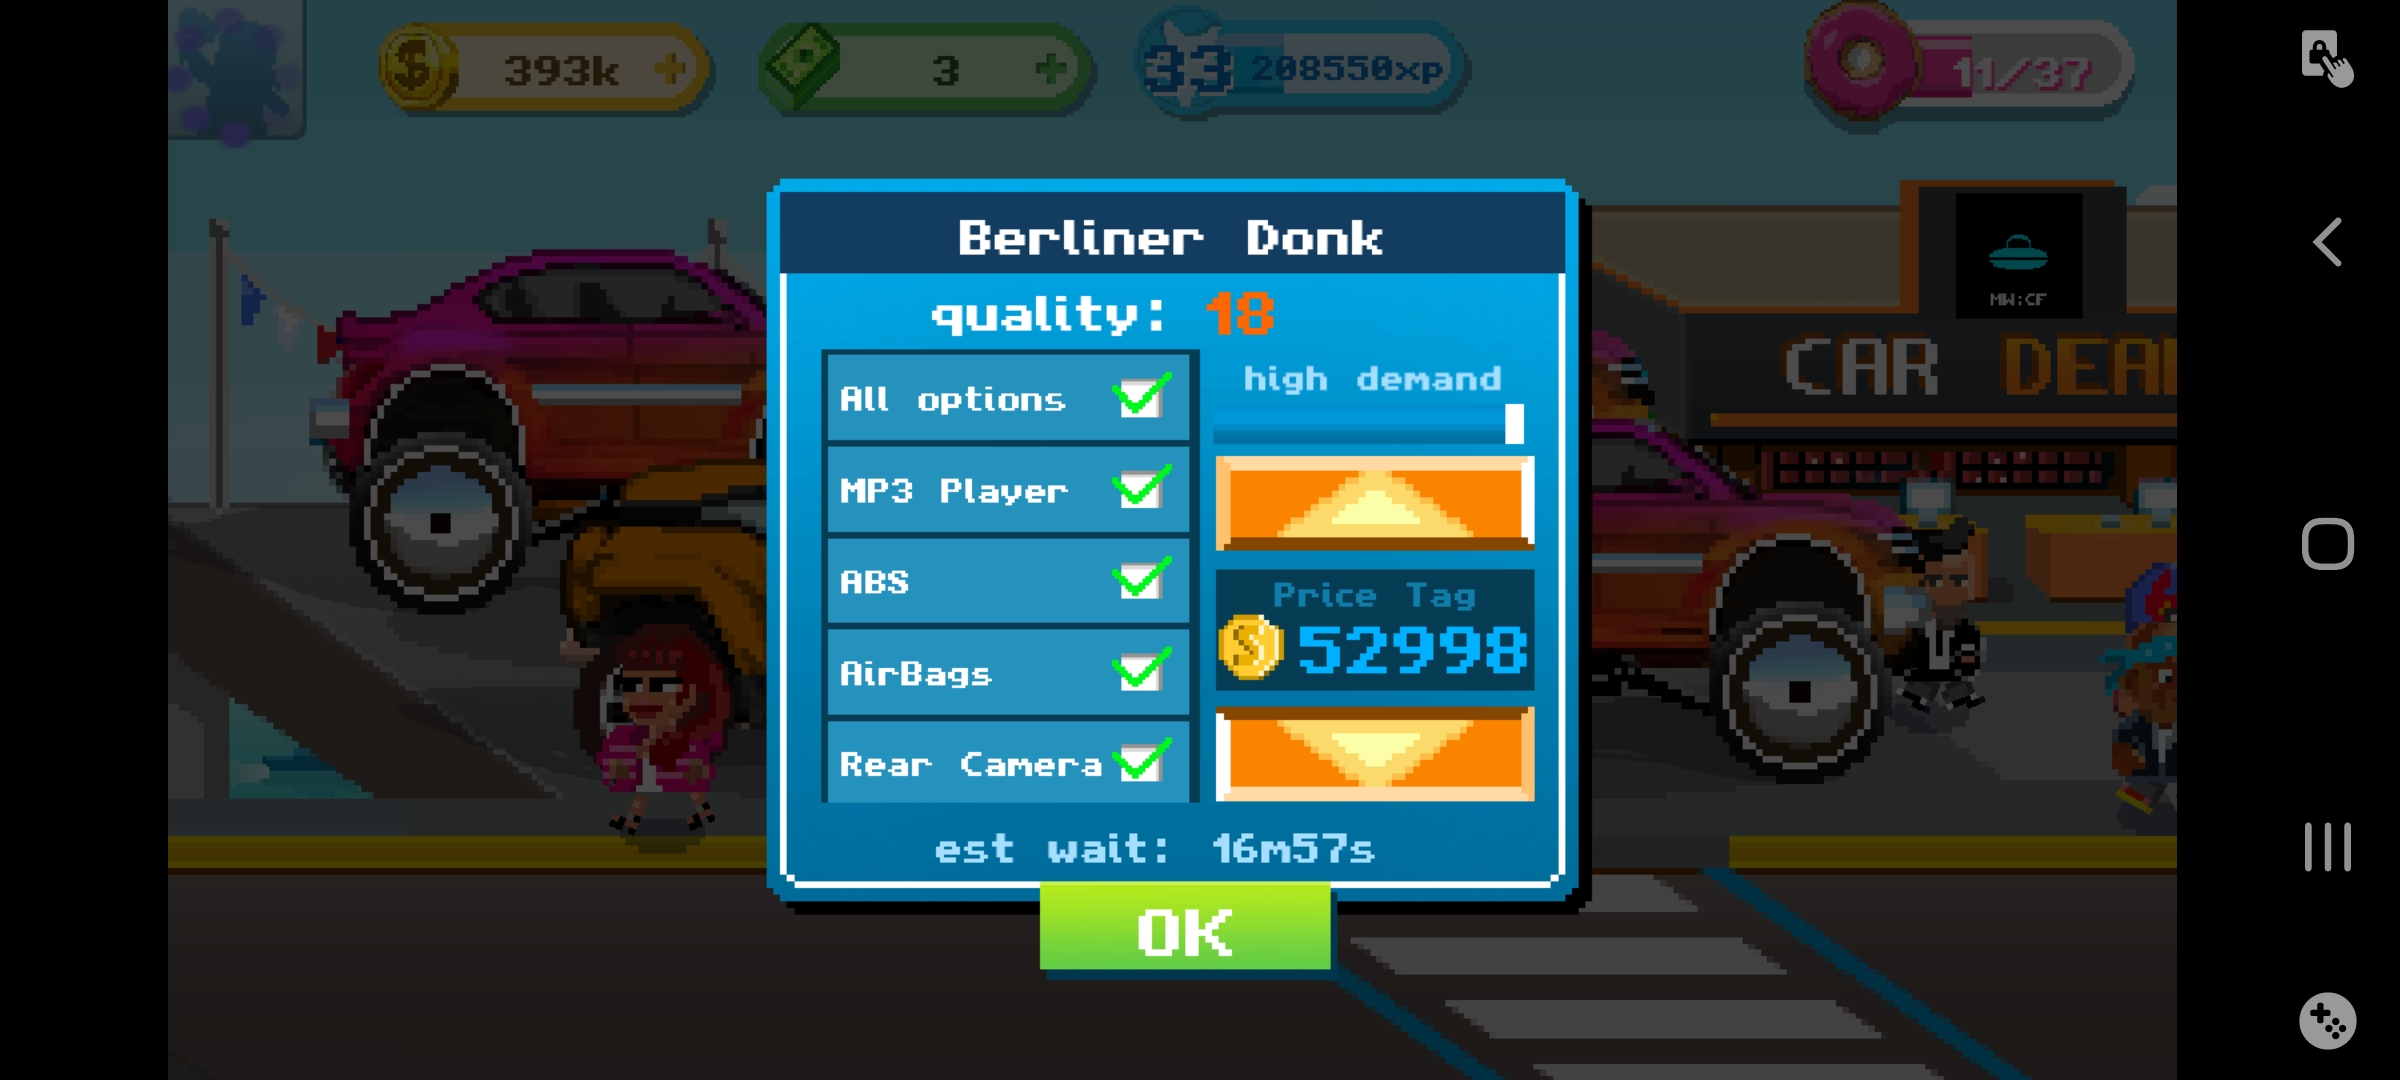 393k
3
33 208550xp
11/37
MW:CF
CAR DEA
Berliner Donk
quality: 18
All options
MP3 Player
ABS
AirBags
Rear Camera
high demand
Price Tag
52998
est wait: 16m57s
OK